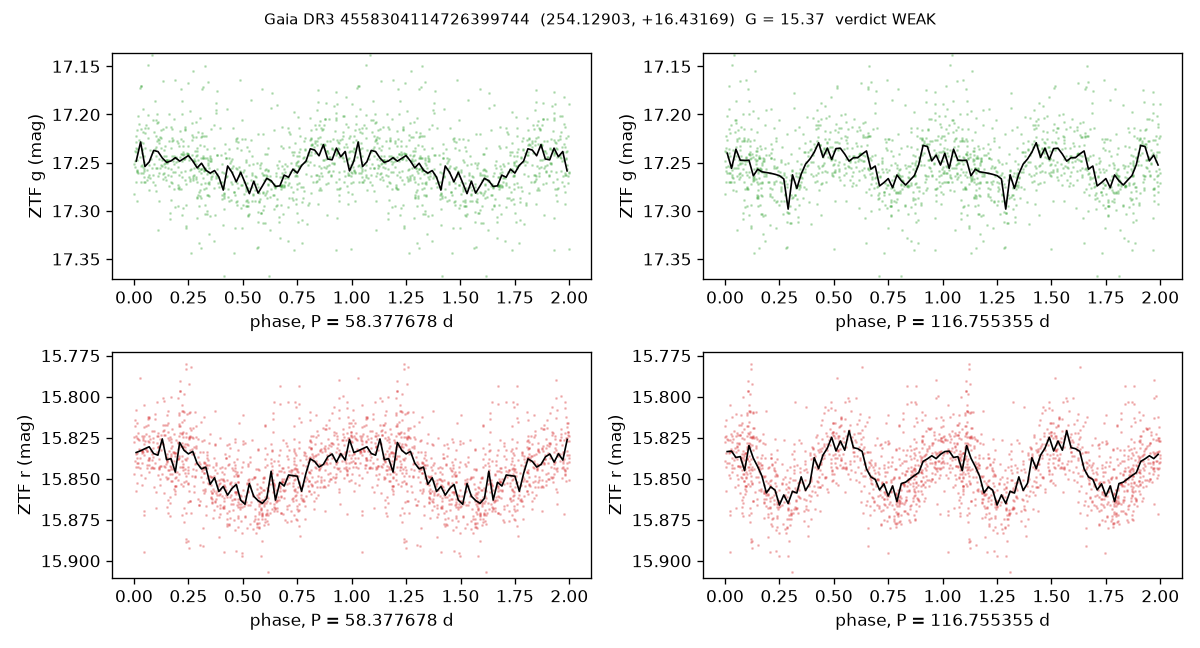 Gaia DR3 4558304114726399744 (254.12903, +16.43169) G = 15.37 verdict WEAK
ZTF g (mag)
17.15
17.20
17.25
17.30
17.35
0.00 0.25 0.50 0.75 1.00 1.25 1.50 1.75 2.00
phase, P = 58.377678 d
ZTF g (mag)
17.15
17.20
17.25
17.30
17.35
0.00 0.25 0.50 0.75 1.00 1.25 1.50 1.75 2.00
phase, P = 116.755355 d
ZTF r (mag)
15.775
15.800
15.825
15.850
15.875
15.900
0.00 0.25 0.50 0.75 1.00 1.25 1.50 1.75 2.00
phase, P = 58.377678 d
ZTF r (mag)
15.775
15.800
15.825
15.850
15.875
15.900
0.00 0.25 0.50 0.75 1.00 1.25 1.50 1.75 2.00
phase, P = 116.755355 d